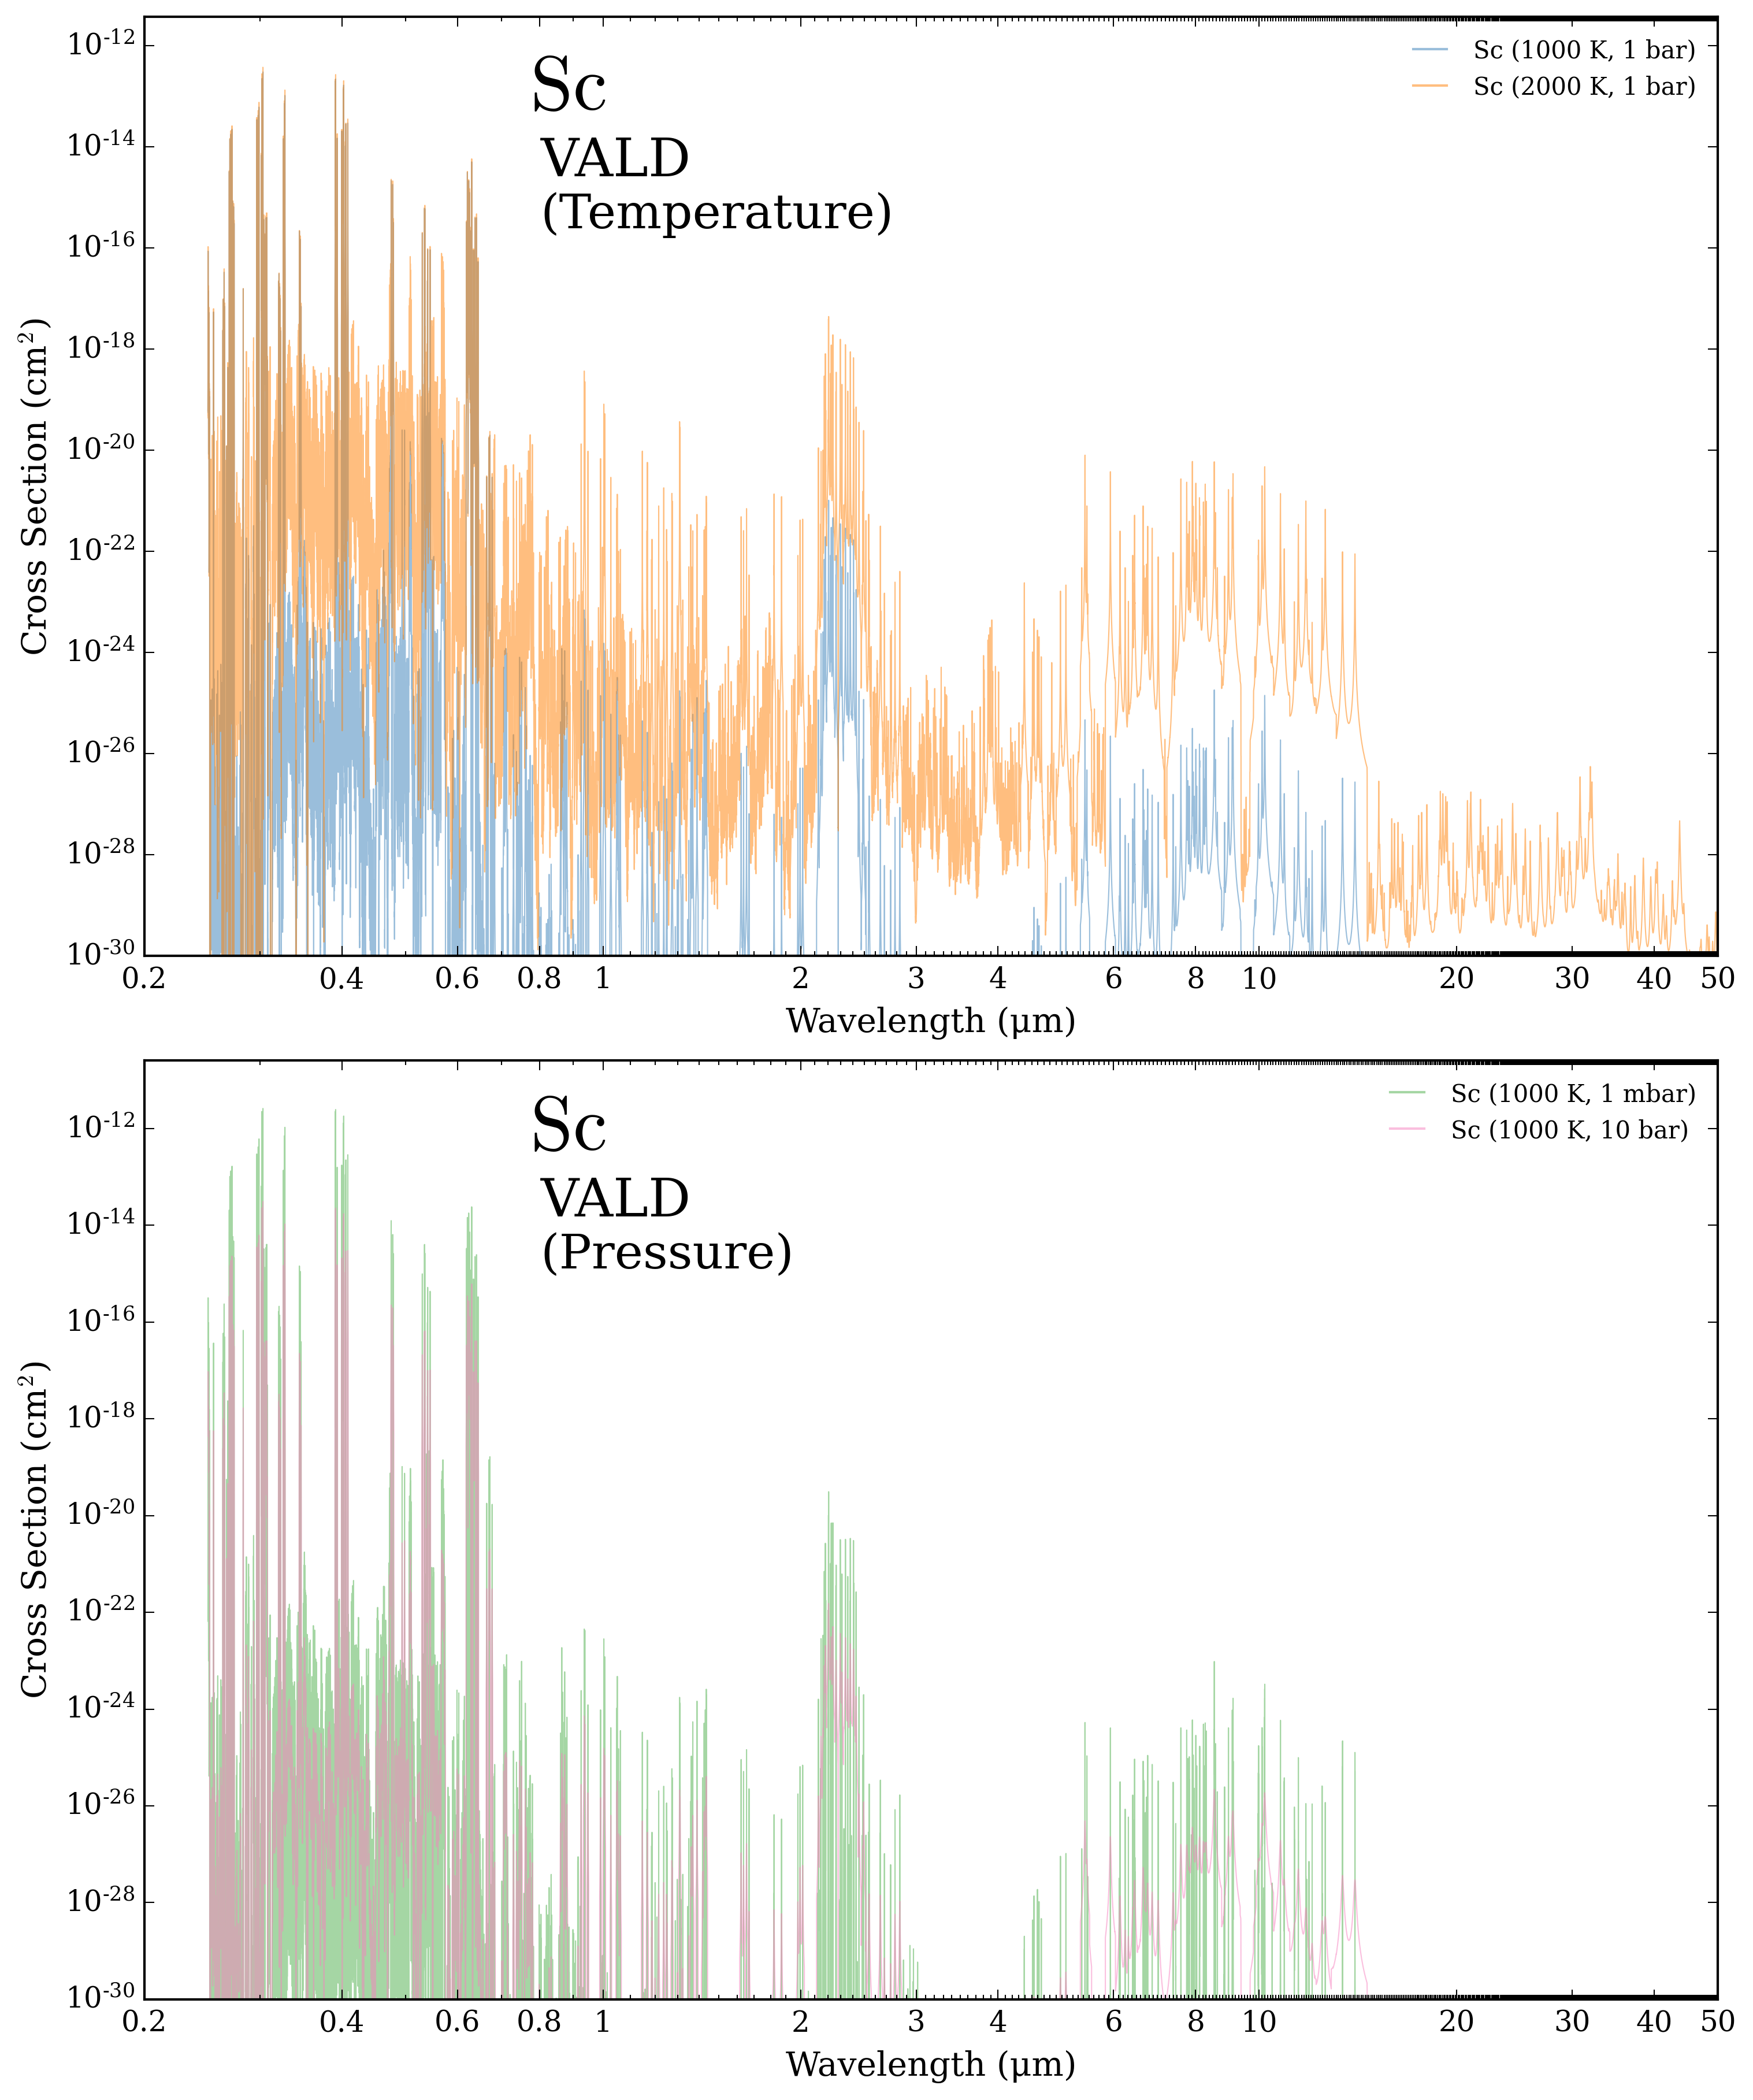 Sc
VALD
(Temperature)
Sc (1000 K, 1 bar)
Sc (2000 K, 1 bar)
Cross Section (cm²)
10⁻¹²
10⁻¹⁴
10⁻¹⁶
10⁻¹⁸
10⁻²⁰
10⁻²²
10⁻²⁴
10⁻²⁶
10⁻²⁸
10⁻³⁰
0.2 0.4 0.6 0.8 1 2 3 4 6 8 10 20 30 40 50
Wavelength (μm)
Sc
VALD
(Pressure)
Sc (1000 K, 1 mbar)
Sc (1000 K, 10 bar)
Cross Section (cm²)
10⁻¹²
10⁻¹⁴
10⁻¹⁶
10⁻¹⁸
10⁻²⁰
10⁻²²
10⁻²⁴
10⁻²⁶
10⁻²⁸
10⁻³⁰
0.2 0.4 0.6 0.8 1 2 3 4 6 8 10 20 30 40 50
Wavelength (μm)